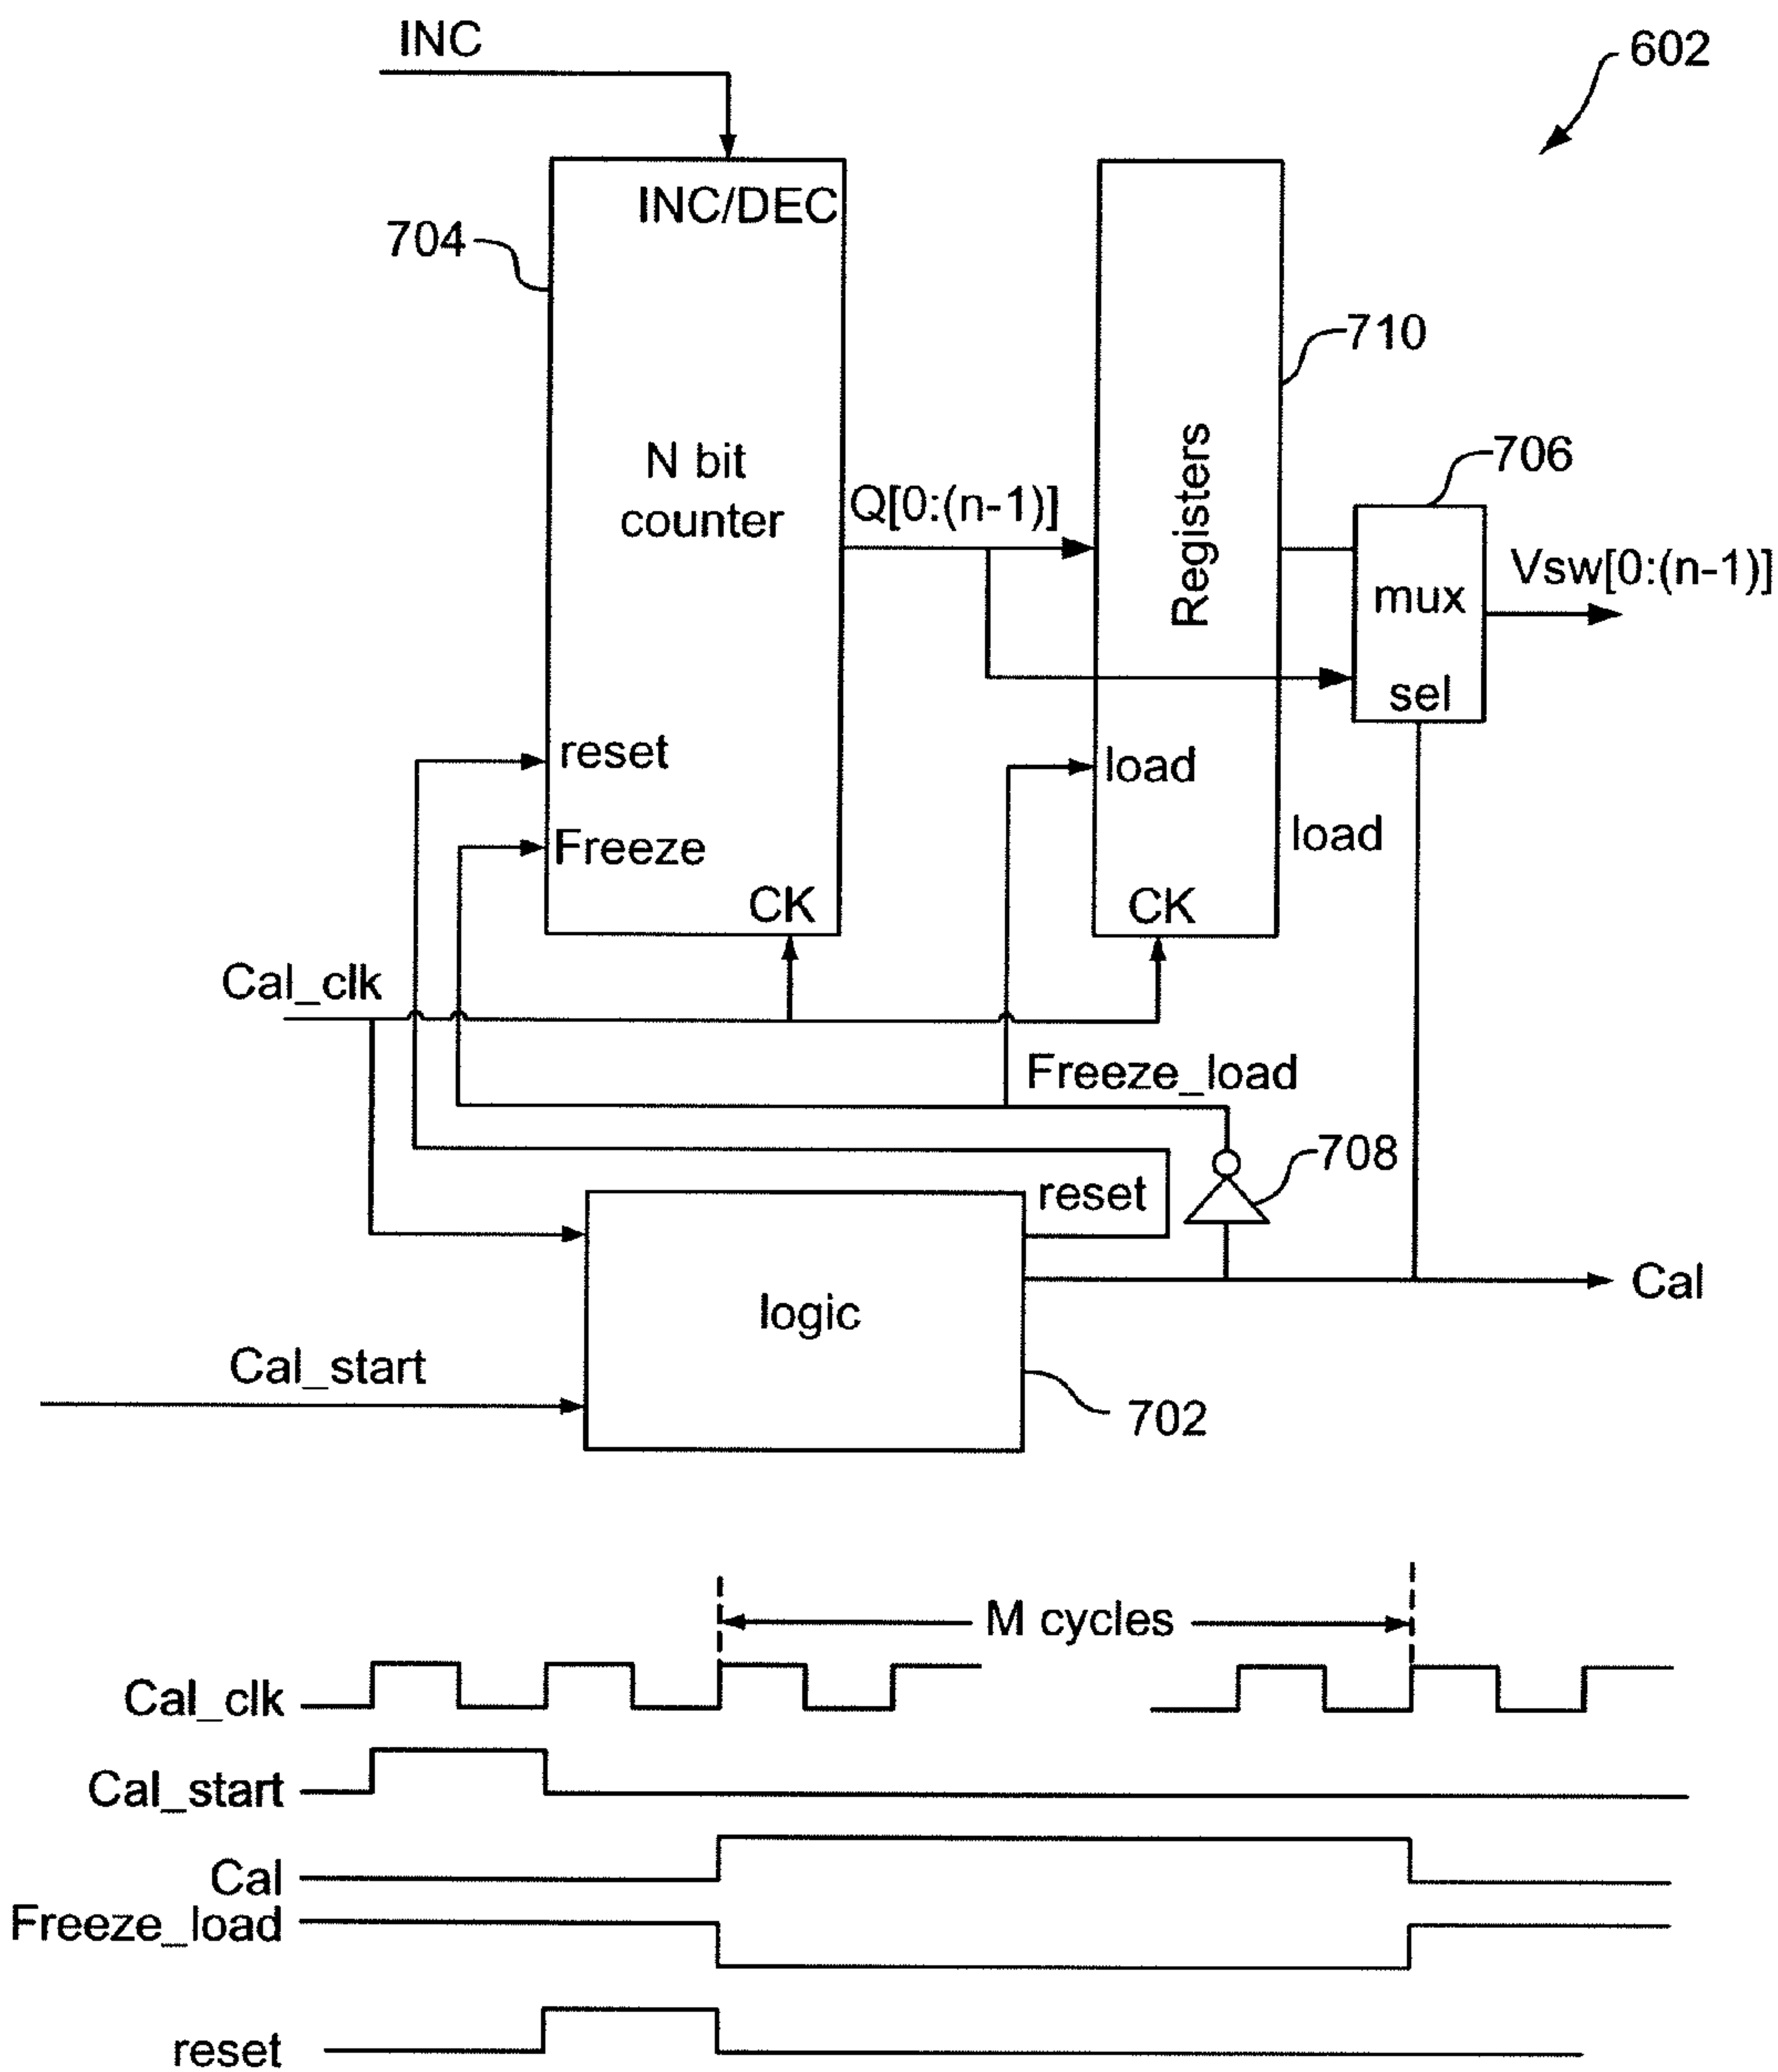 INC
602
INC/DEC
704
710
N bit
counter
Q[0:(n-1)]
Registers
706
Vsw[0:(n-1)]
mux
sel
reset
load
Freeze
load
CK
CK
Cal_clk
Freeze_load
708
reset
logic
Cal
Cal_start
702
M cycles
Cal_clk
Cal_start
Cal
Freeze_load
reset